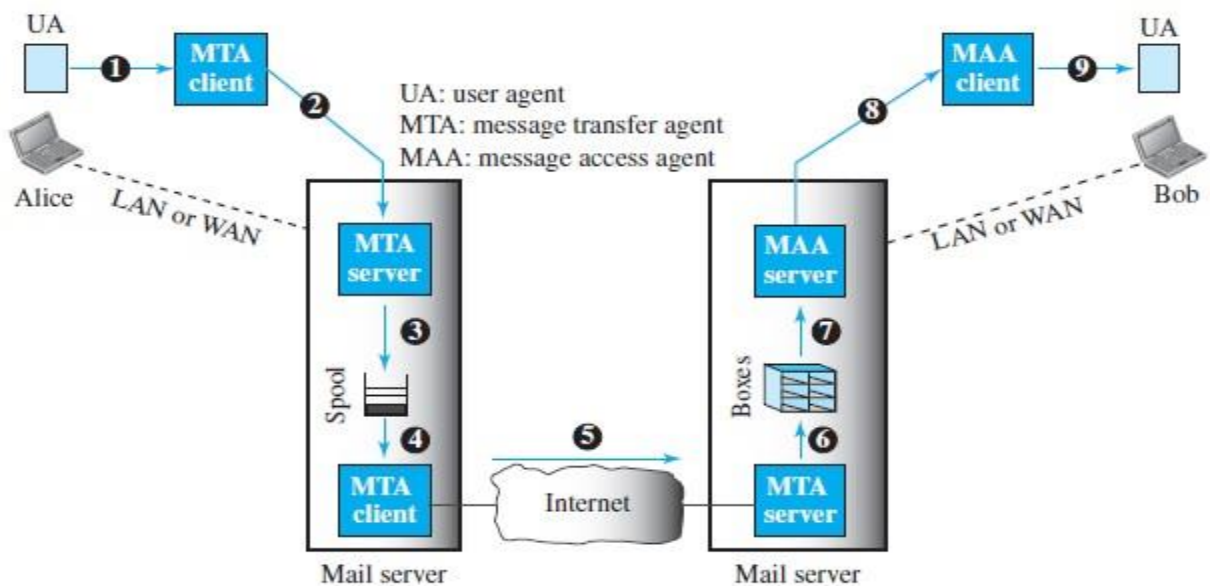 UA
UA
1
MTA
client
MAA
client
9
2
UA: user agent
MTA: message transfer agent
MAA: message access agent
8
Alice
LAN or WAN
Bob
LAN or WAN
MTA
server
MAA
server
3
7
Spool
Boxes
4
5
6
MTA
client
Internet
MTA
server
Mail server
Mail server